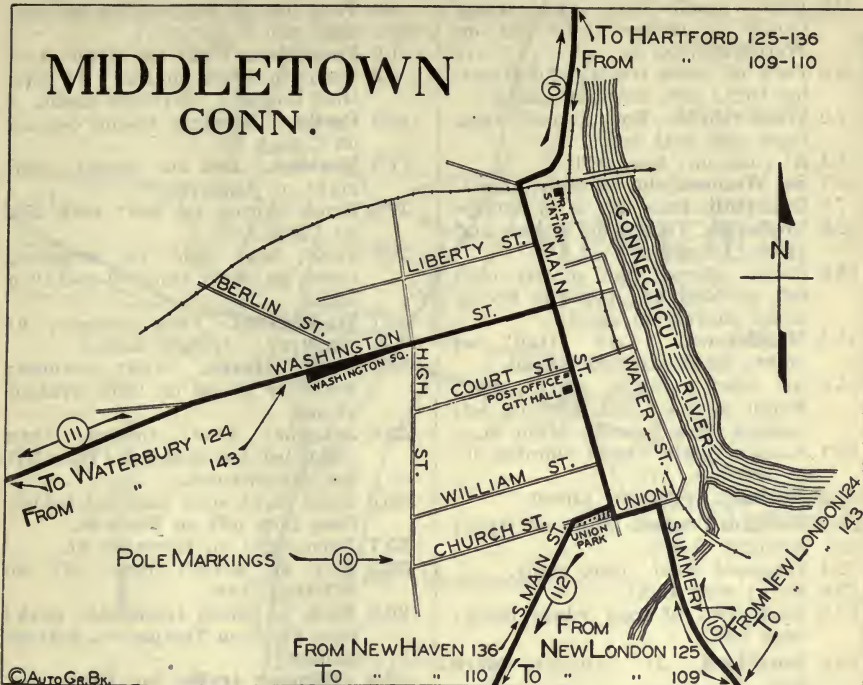 MIDDLETOWN
CONN.
To HARTFORD 125-136
FROM " 109-110
10
N
R.R.
STATION
CONNECTICUT RIVER
MAIN ST.
LIBERTY ST.
BERLIN ST.
WASHINGTON ST.
WASHINGTON SQ.
HIGH ST.
COURT ST.
POST OFFICE
CITY HALL
WATER ST.
111
To WATERBURY 124
FROM " 143
WILLIAM ST.
CHURCH ST.
UNION
UNION
PARK
S. MAIN ST.
112
SUMMER
10
POLE MARKINGS 10
FROM NEW HAVEN 136
To " 110
FROM
NEW LONDON 125
To " " 109
FROM NEW LONDON 124
To " " 143
© AUTO GR. BK.